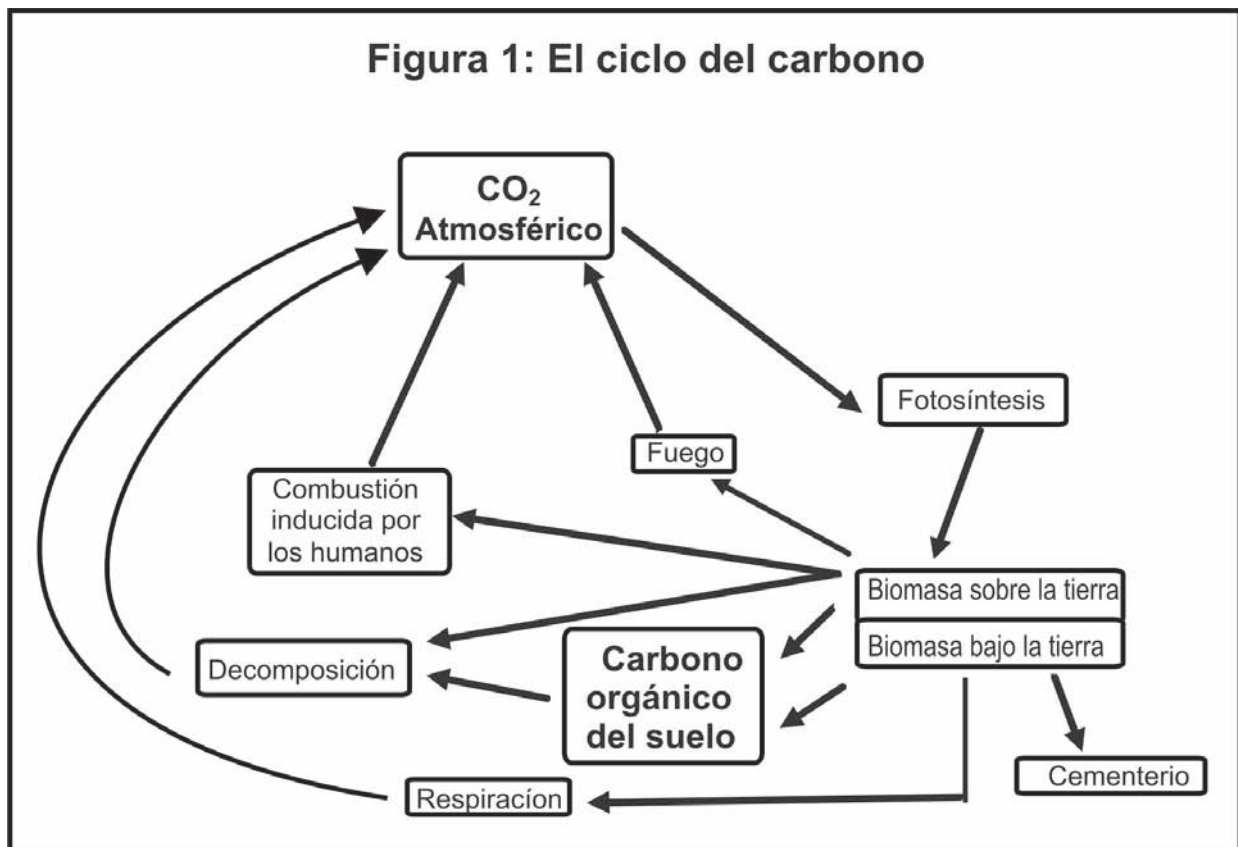 Figura 1: El ciclo del carbono
CO₂
Atmosférico
Fotosíntesis
Fuego
Combustión
inducida por
los humanos
Biomasa sobre la tierra
Biomasa bajo la tierra
Decomposición
Carbono
orgánico
del suelo
Cementerio
Respiracíon